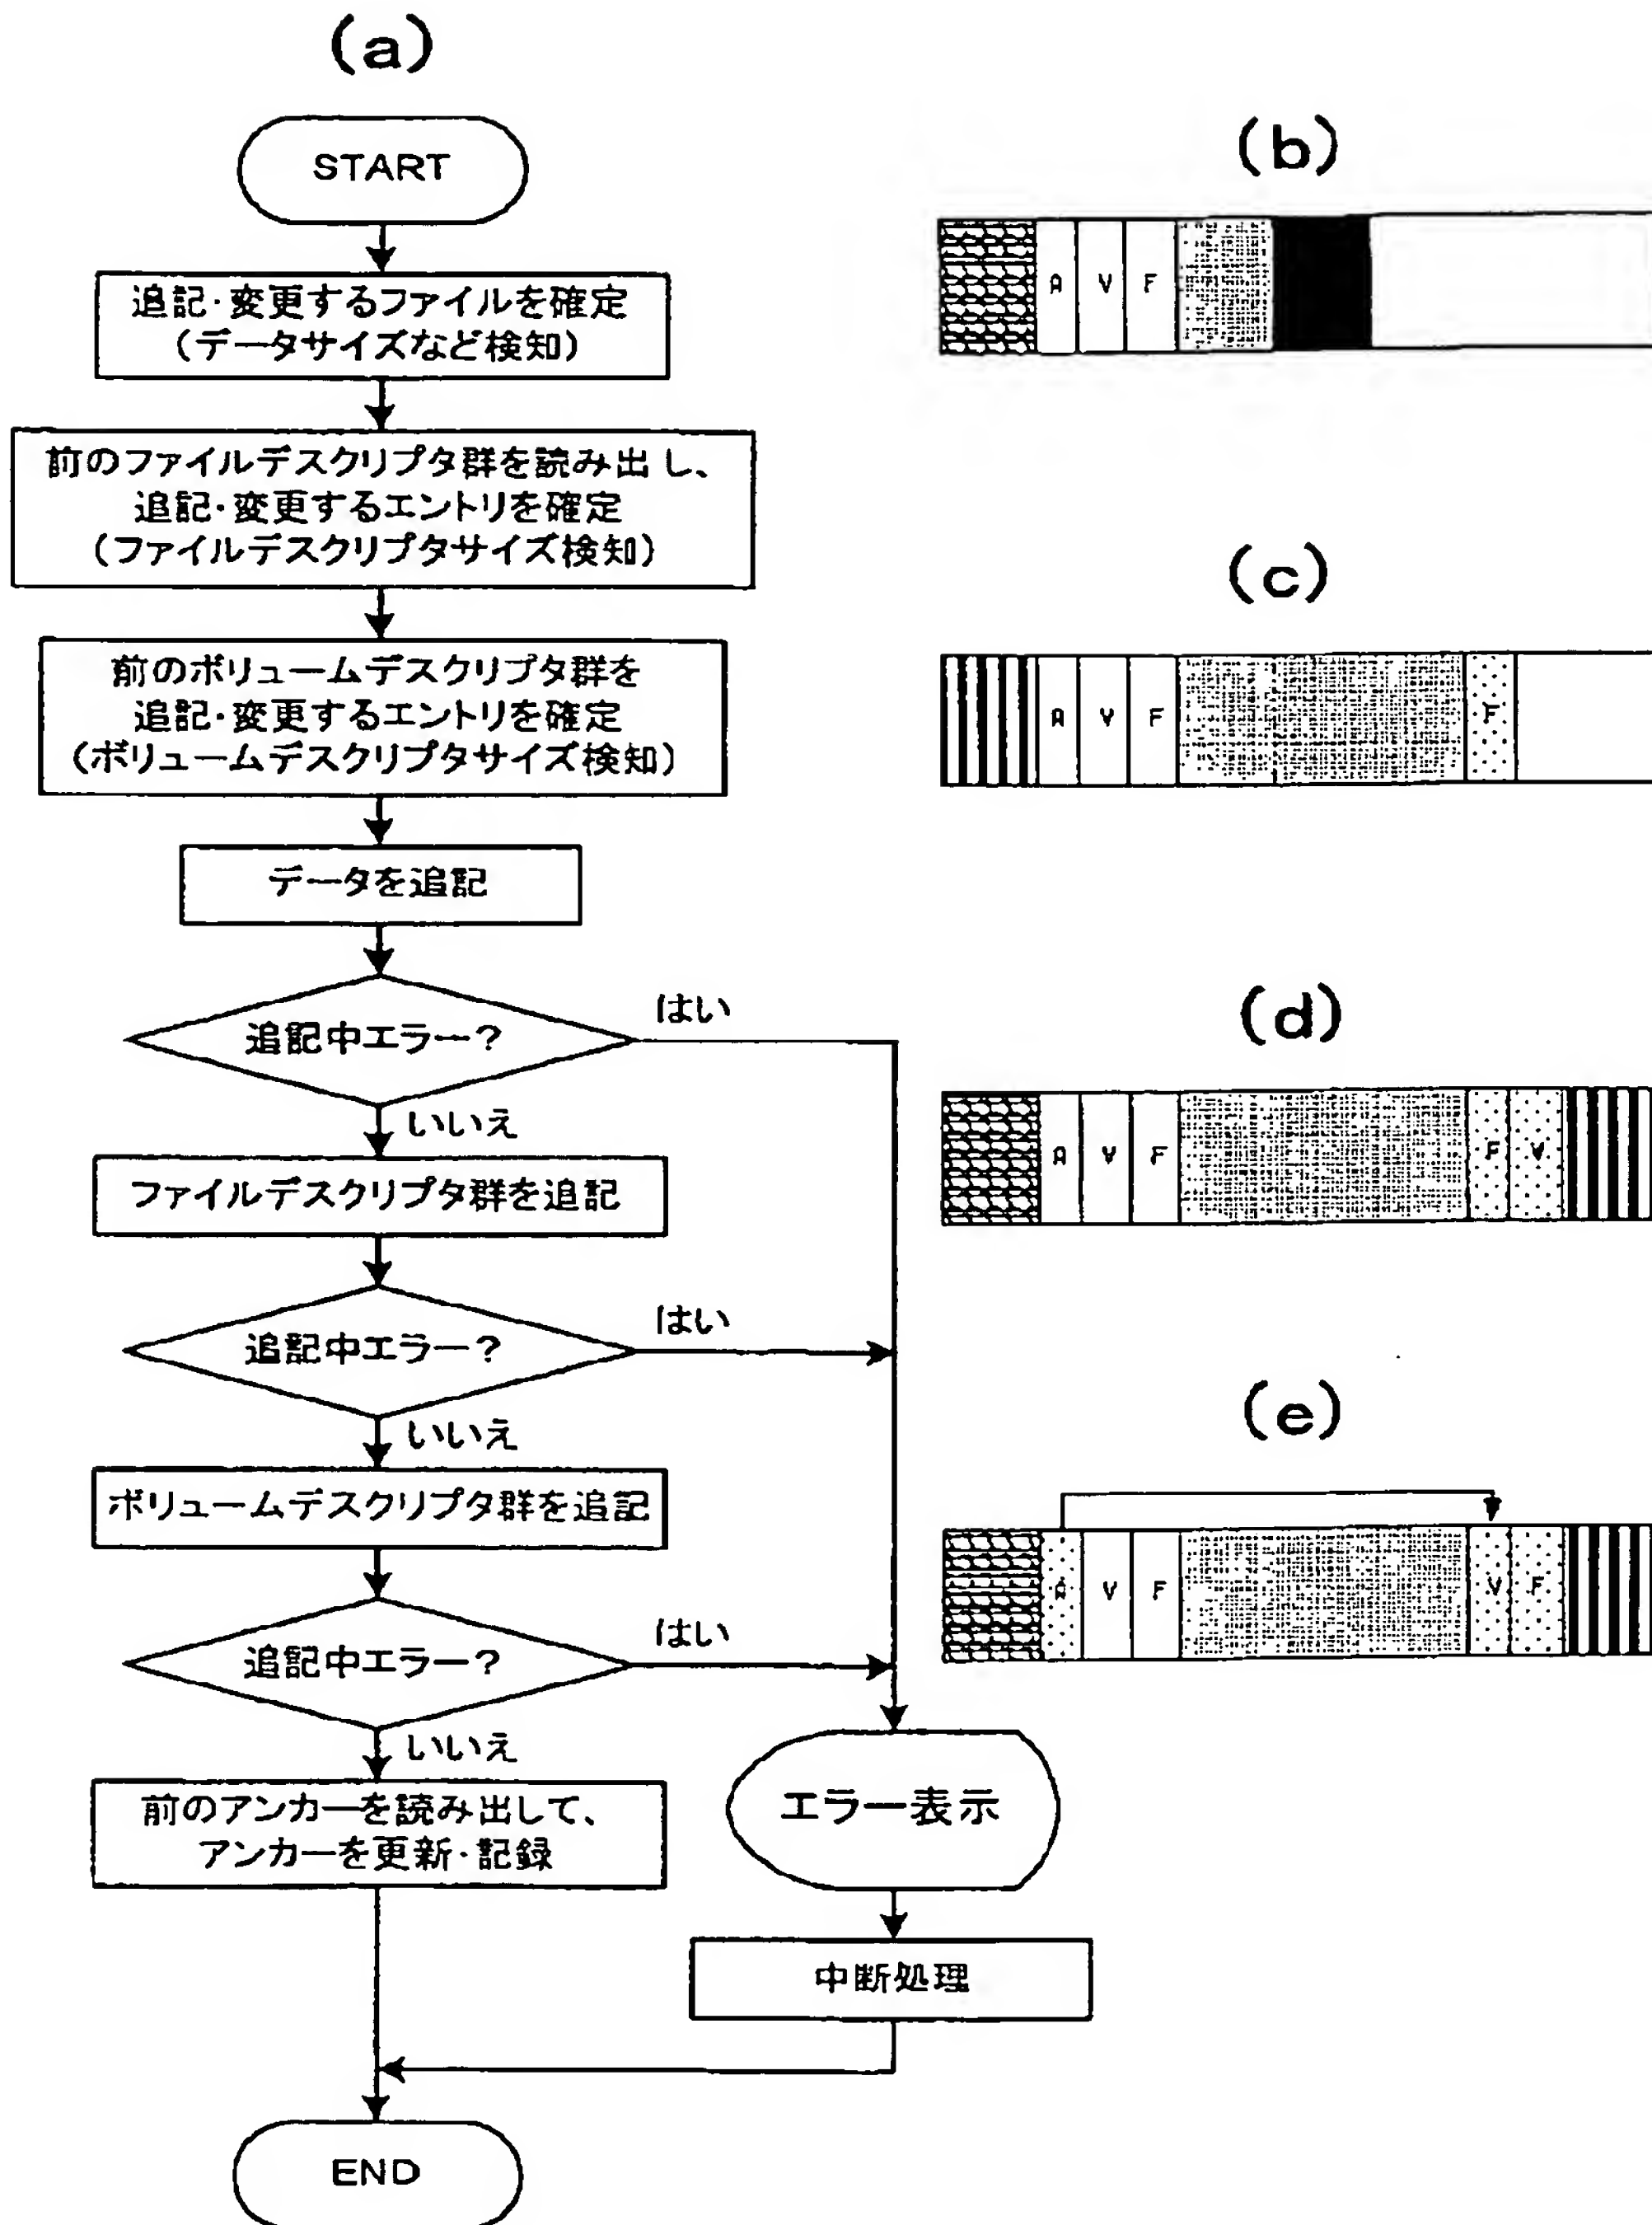 (a)
START
追記・変更するファイルを確定
(データサイズなど検知)
前のファイルデスクリプタ群を読み出し、
追記・変更するエントリを確定
(ファイルデスクリプタサイズ検知)
前のボリュームデスクリプタ群を
追記・変更するエントリを確定
(ボリュームデスクリプタサイズ検知)
データを追記
追記中エラー?
はい
いいえ
ファイルデスクリプタ群を追記
追記中エラー?
はい
いいえ
ボリュームデスクリプタ群を追記
追記中エラー?
はい
いいえ
前のアンカーを読み出して、
アンカーを更新・記録
エラー表示
中断処理
END
(b)
A V F
(c)
A V F F
(d)
A V F F V
(e)
A V F V F